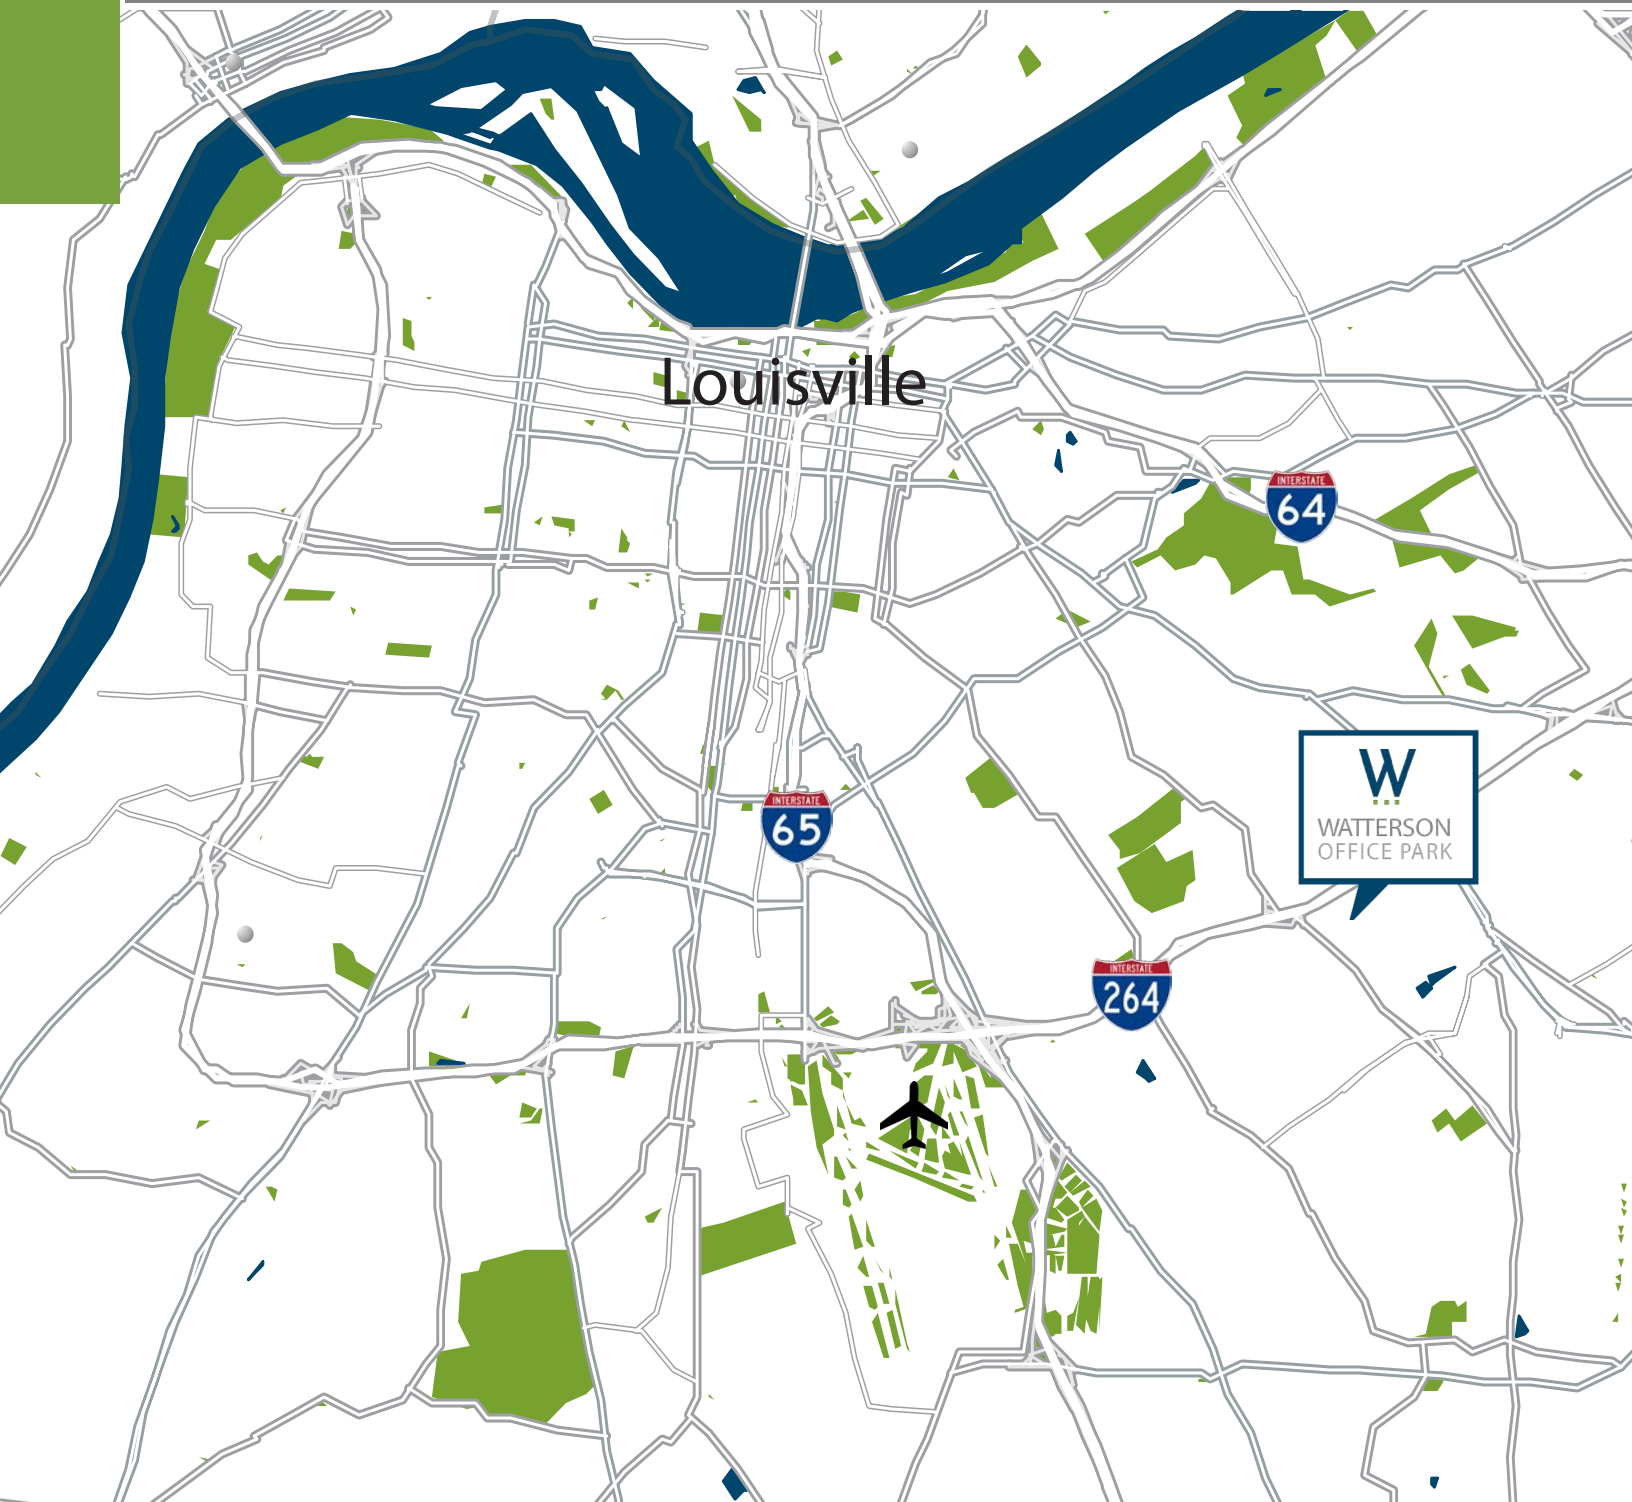 Louisville
INTERSTATE
64
W
WATTERSON
OFFICE PARK
INTERSTATE
65
INTERSTATE
264